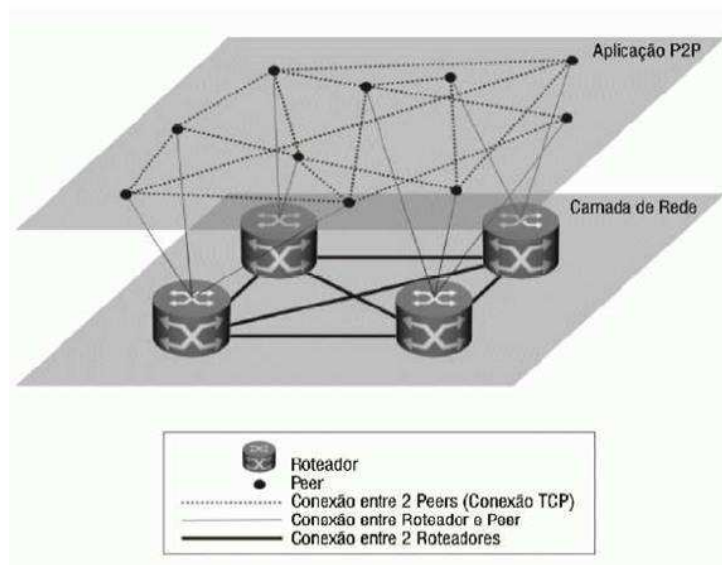 Aplicação P2P
Camada de Rede
Roteador
Peer
Conexão entre 2 Peers (Conexão TCP)
Conexão entre Roteador e Peer
Conexão entre 2 Roteadores